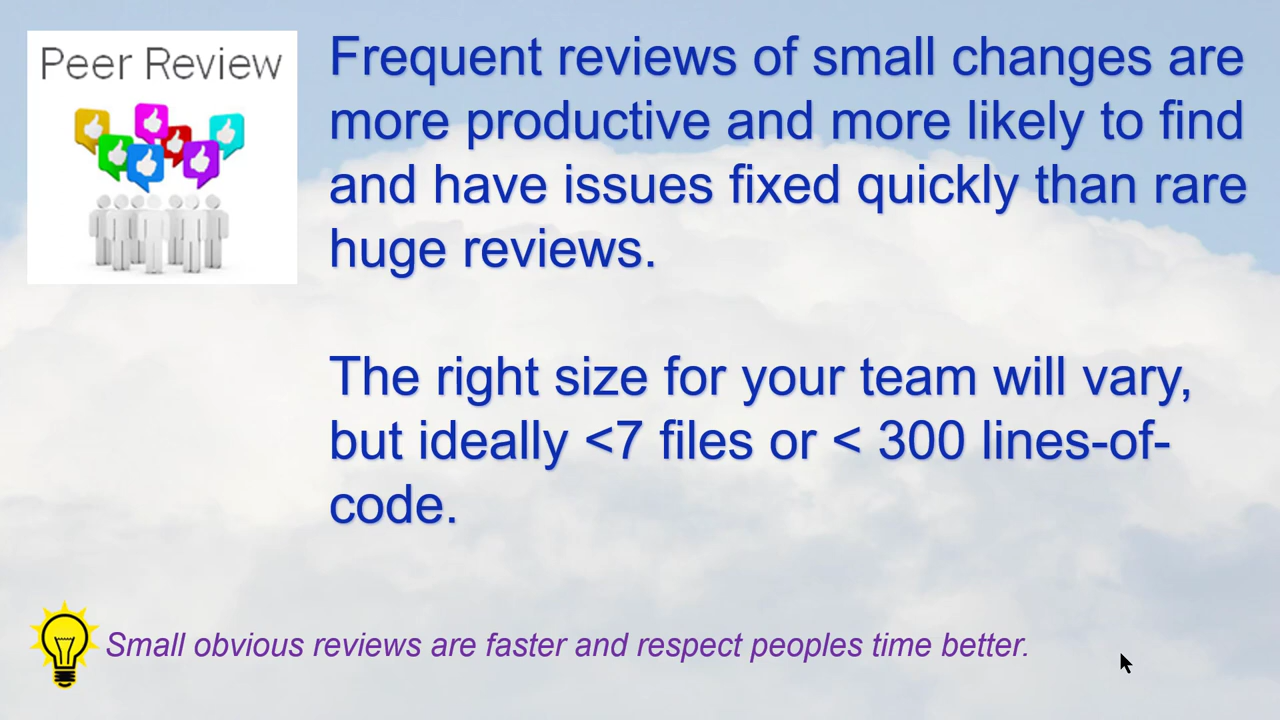 Peer Review
Frequent reviews of small changes are
more productive and more likely to find
and have issues fixed quickly than rare
huge reviews.
The right size for your team will vary,
but ideally <7 files or < 300 lines-of-
code.
Small obvious reviews are faster and respect peoples time better.